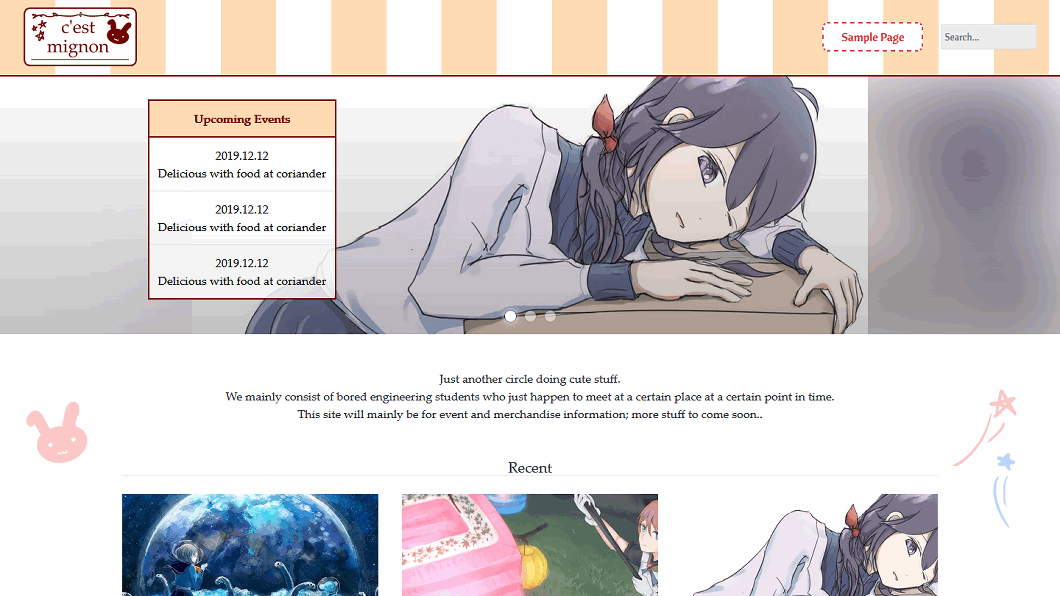 c'est
mignon
Sample Page
Search...
Upcoming Events
2019.12.12
Delicious with food at coriander
2019.12.12
Delicious with food at coriander
2019.12.12
Delicious with food at coriander
Just another circle doing cute stuff.
We mainly consist of bored engineering students who just happen to meet at a certain place at a certain point in time.
This site will mainly be for event and merchandise information; more stuff to come soon..
Recent